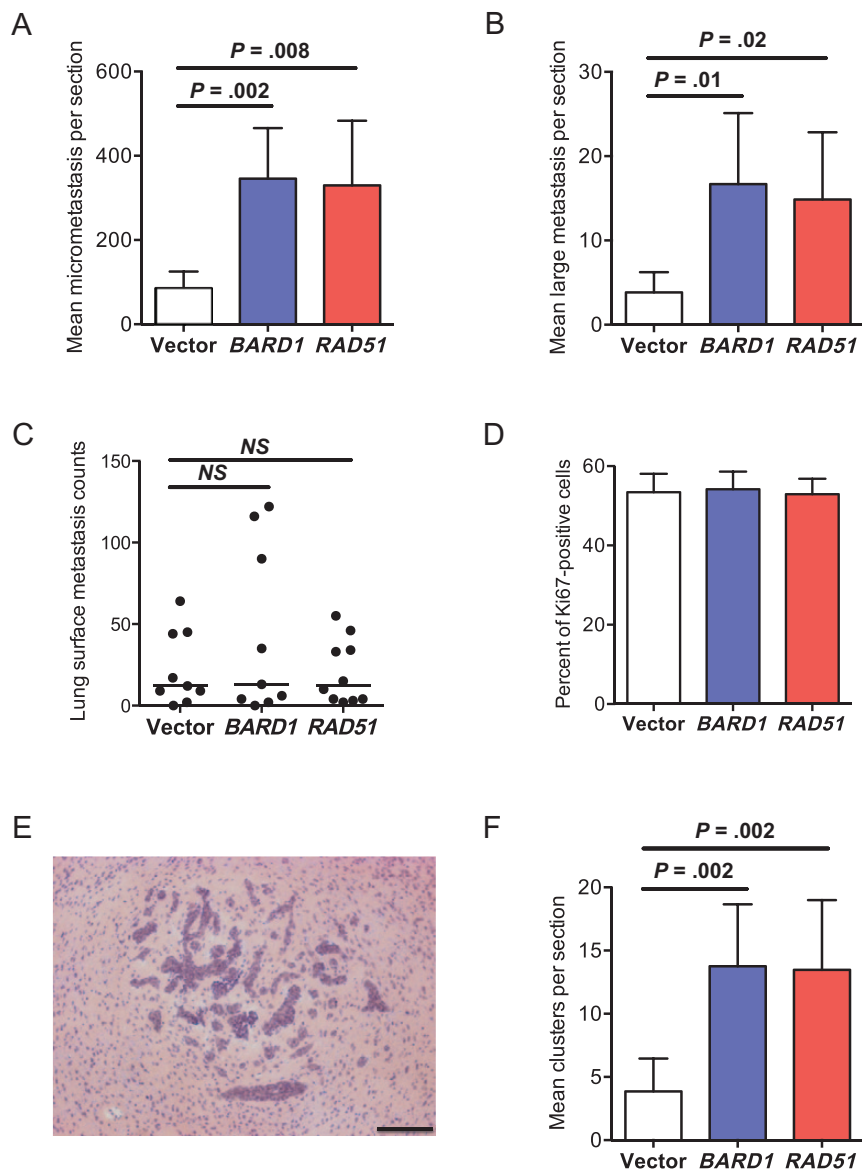 A
Mean micrometastasis per section
600
400
200
0
P = .008
P = .002
Vector BARD1 RAD51
B
Mean large metastasis per section
30
20
10
0
P = .02
P = .01
Vector BARD1 RAD51
C
Lung surface metastasis counts
150
100
50
0
NS
NS
Vector BARD1 RAD51
D
Percent of Ki67-positive cells
60
40
20
0
Vector BARD1 RAD51
E
F
Mean clusters per section
20
15
10
5
0
P = .002
P = .002
Vector BARD1 RAD51